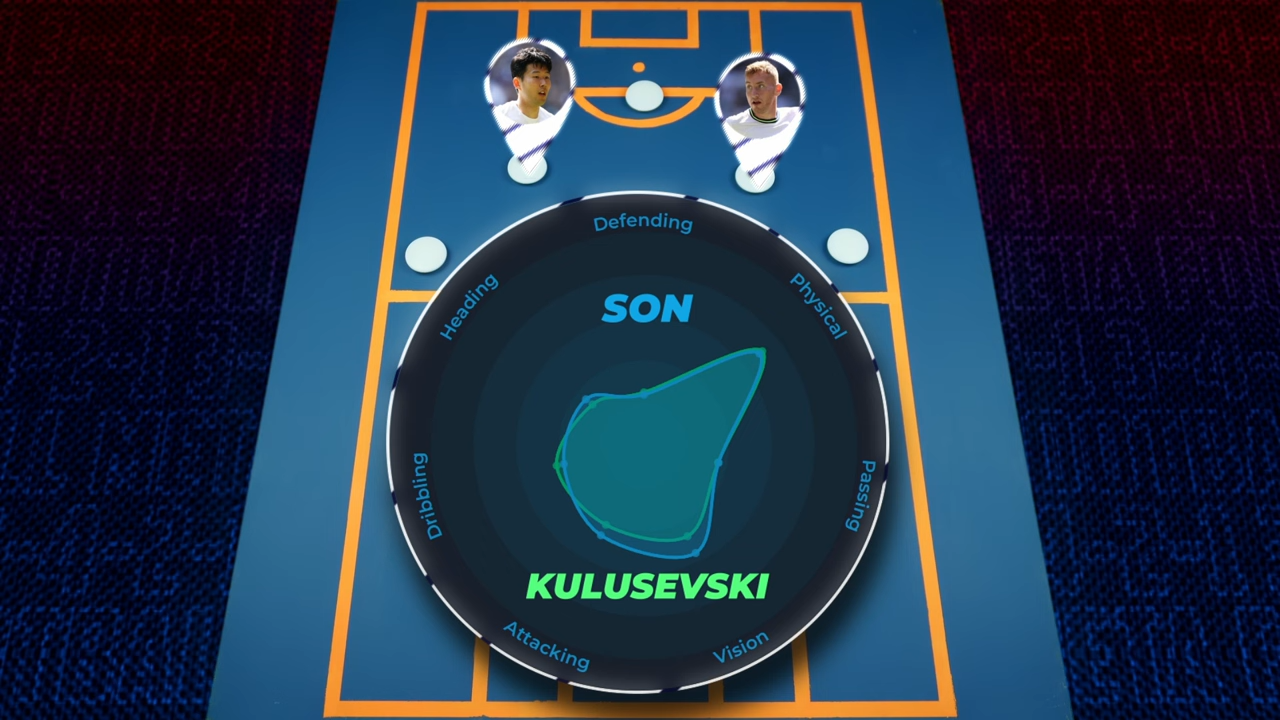 Defending
Heading
Physical
SON
Dribbling
Passing
KULUSEVSKI
Attacking
Vision